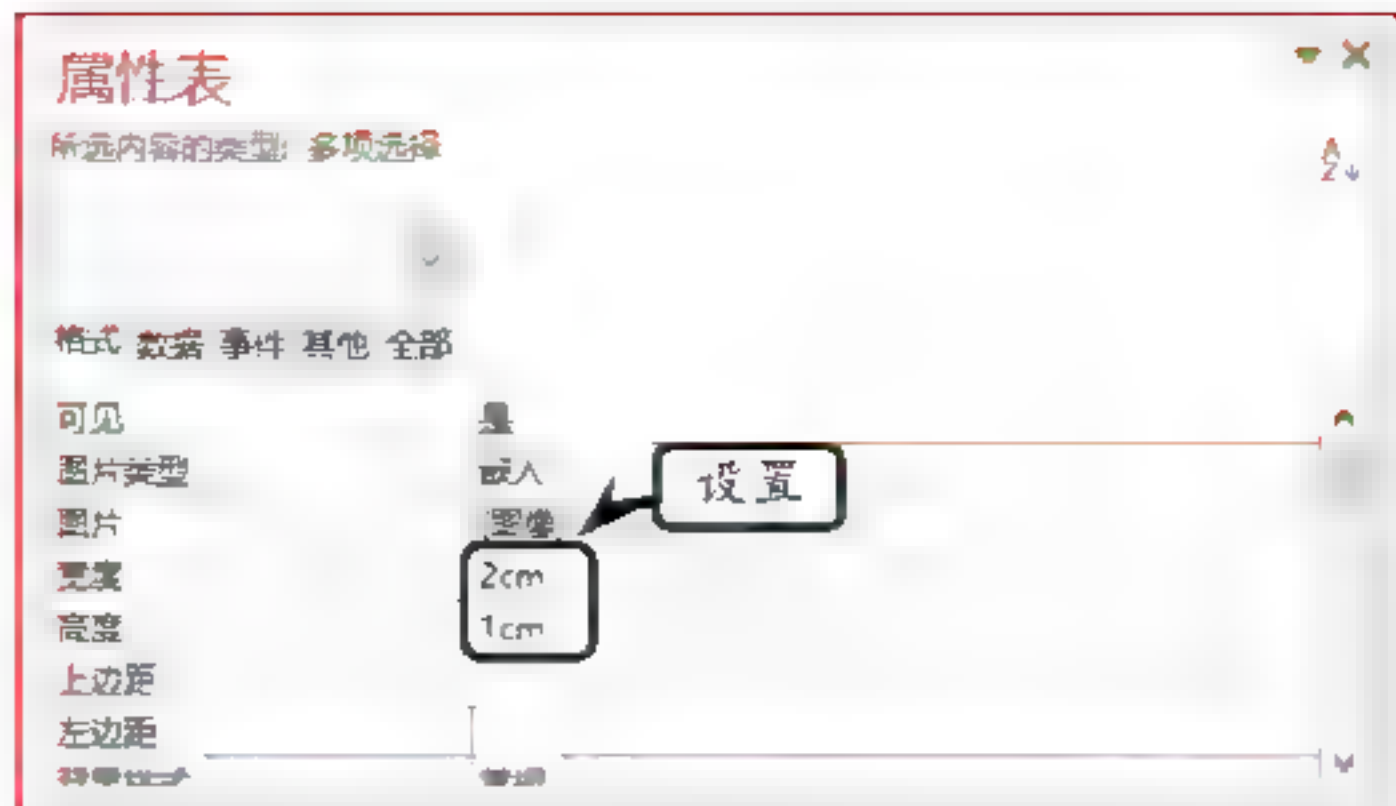 属性表
所选内容的类型: 多项选择
格式 数据 事件 其他 全部
可见 是
图片类型 嵌入
图片 (图像)
宽度 2cm
高度 1cm
上边距
左边距
设置